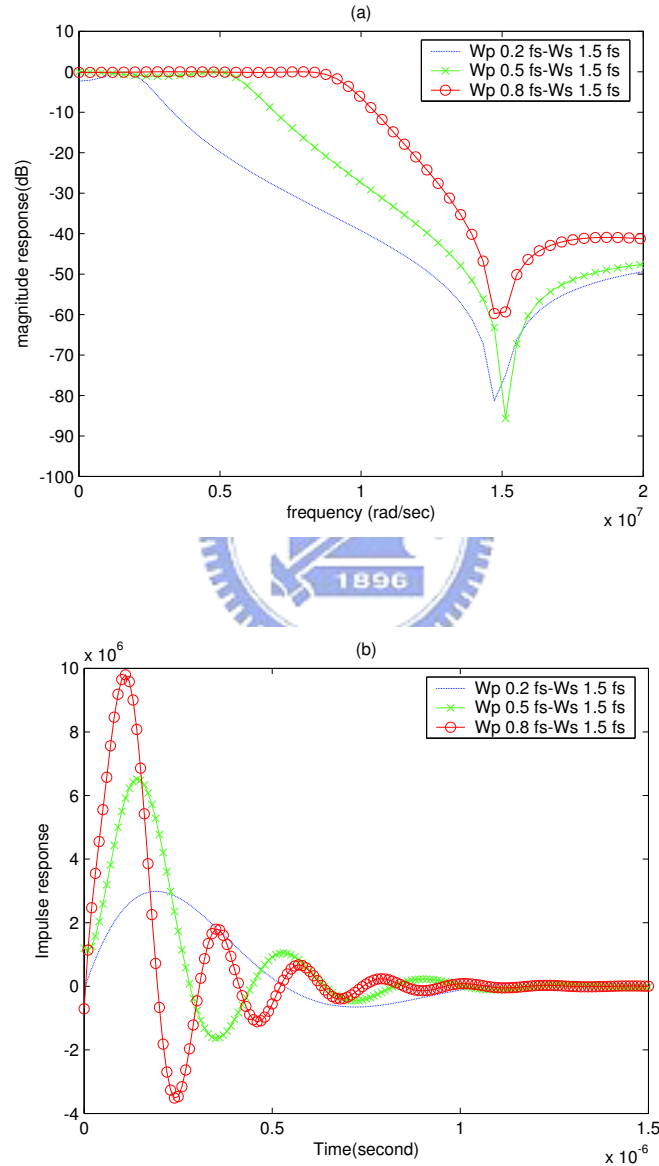 (a)
10
0
-10
-20
-30
-40
-50
-60
-70
-80
-90
-100
magnitude response(dB)
Wp 0.2 fs-Ws 1.5 fs
Wp 0.5 fs-Ws 1.5 fs
Wp 0.8 fs-Ws 1.5 fs
0 0.5 1 1.5 2
frequency (rad/sec)
x 10^7
1896
(b)
x 10^6
10
8
6
4
2
0
-2
-4
Impulse response
Wp 0.2 fs-Ws 1.5 fs
Wp 0.5 fs-Ws 1.5 fs
Wp 0.8 fs-Ws 1.5 fs
0 0.5 1 1.5
Time(second)
x 10^-6